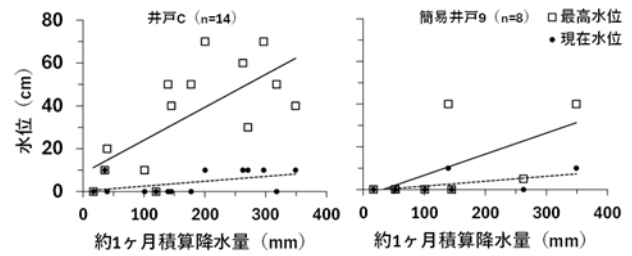 井戸C (n=14)
簡易井戸9 (n=8)
□ 最高水位
• 現在水位
水位 (cm)
80
60
40
20
0
0 100 200 300 400
0 100 200 300 400
約1ヶ月積算降水量 (mm)
約1ヶ月積算降水量 (mm)